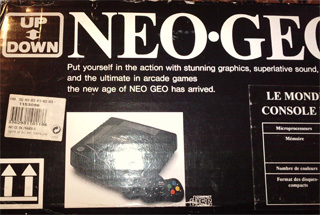 UP
DOWN
NEO•GEO
Put yourself in the action with stunning graphics, superlative sound,
and the ultimate in arcade games
the new age of NEO GEO has arrived.
LE MOND
CONSOLE
Microprocesseurs
Mémoire
Nombre de couleurs
Format des disques-
compacts